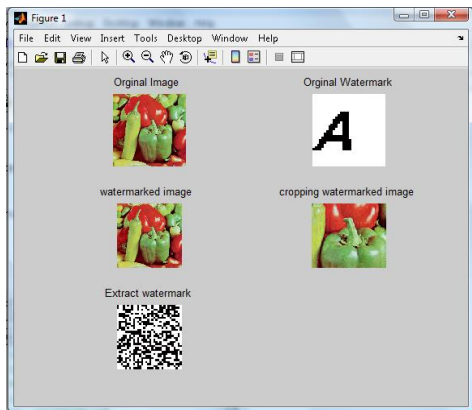 Figure 1
File Edit View Insert Tools Desktop Window Help
Orginal Image
Orginal Watermark
A
watermarked image
cropping watermarked image
Extract watermark